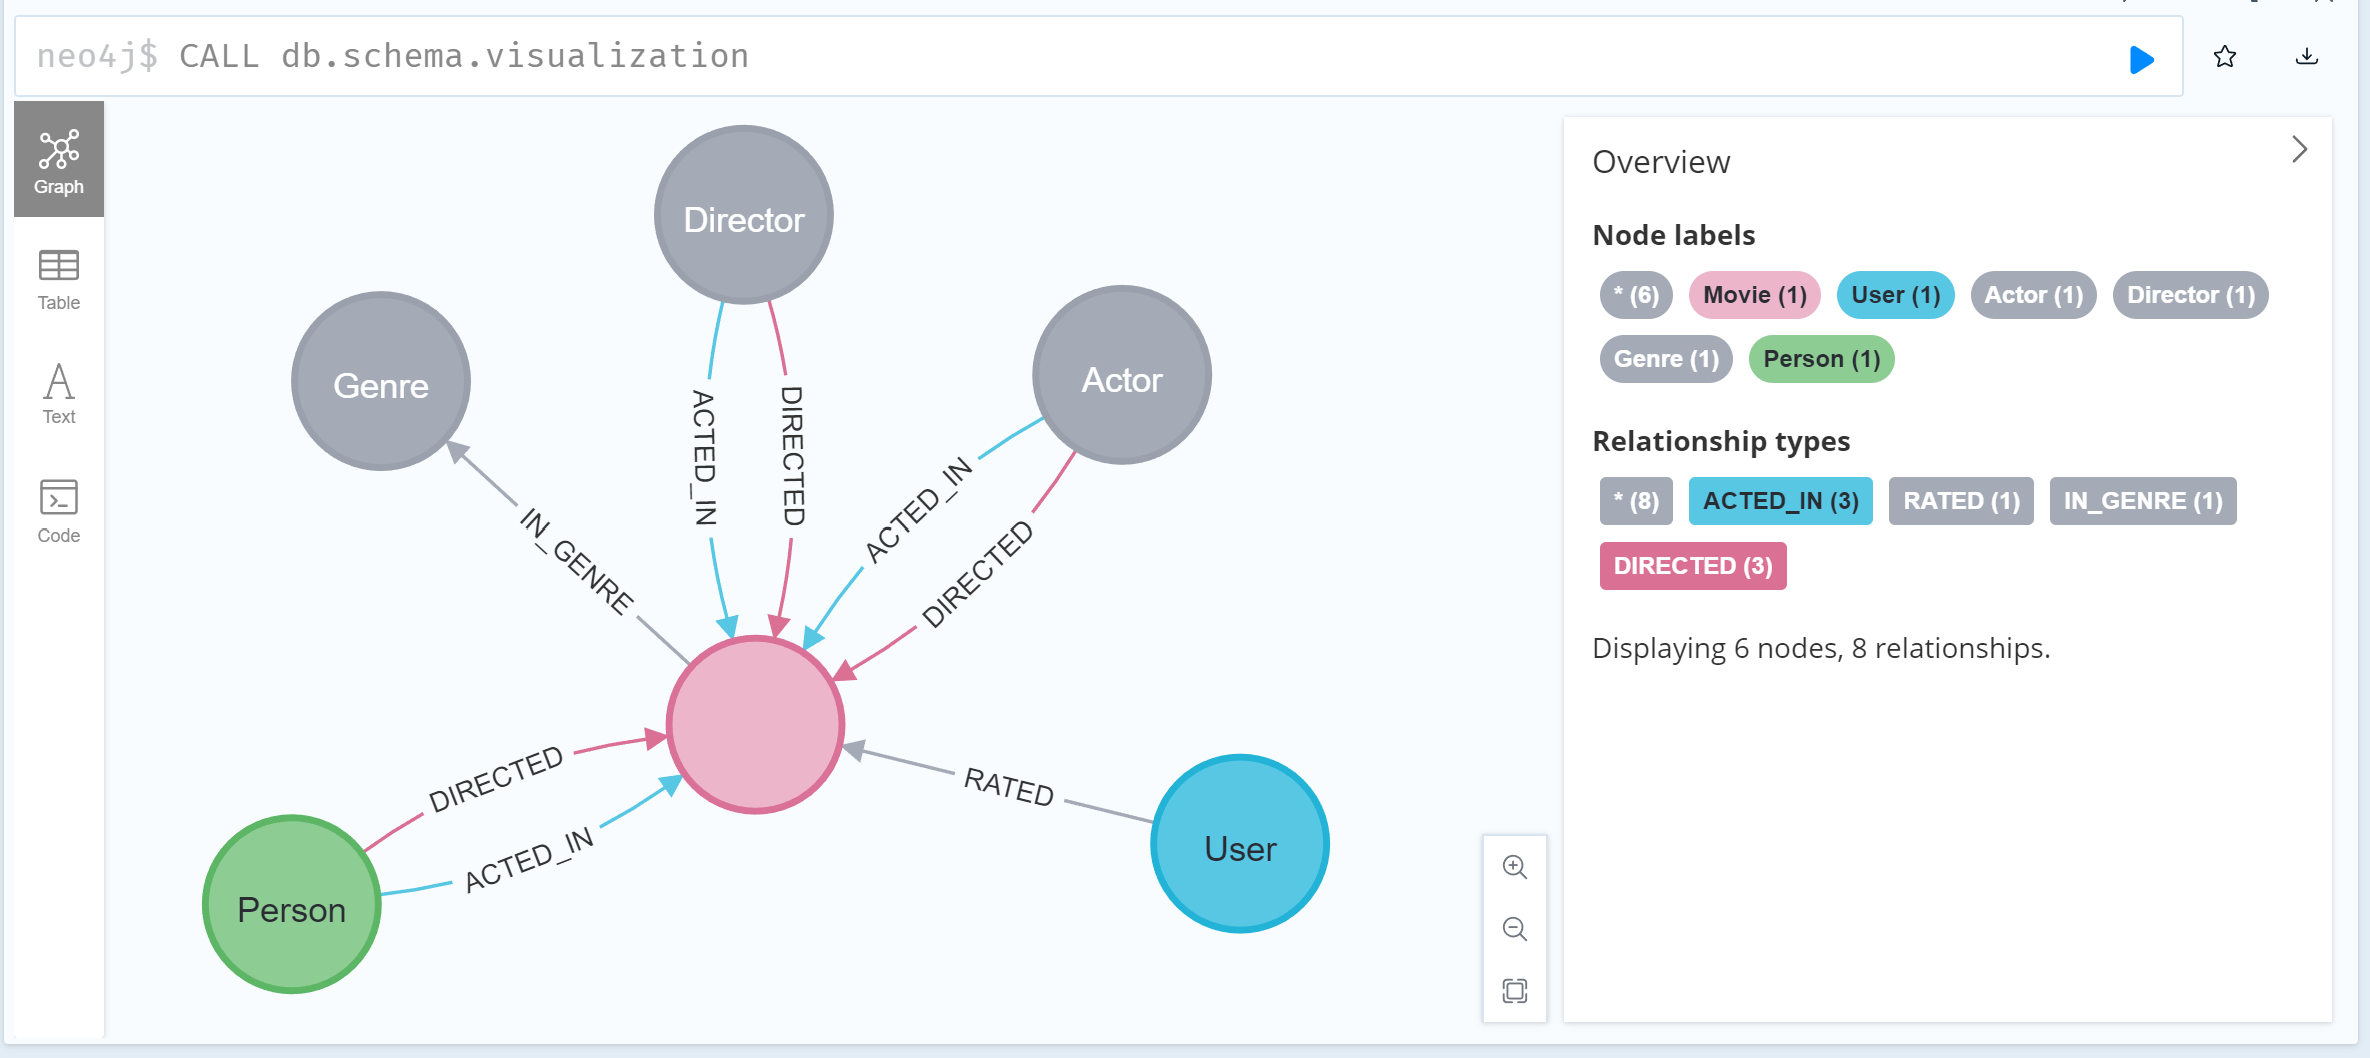 neo4j$ CALL db.schema.visualization
Graph
Table
Text
Code
Director
Genre
Actor
ACTED_IN
DIRECTED
ACTED_IN
DIRECTED
IN_GENRE
DIRECTED
ACTED_IN
RATED
Person
User
Overview
Node labels
* (6) Movie (1) User (1) Actor (1) Director (1)
Genre (1) Person (1)
Relationship types
* (8) ACTED_IN (3) RATED (1) IN_GENRE (1)
DIRECTED (3)
Displaying 6 nodes, 8 relationships.